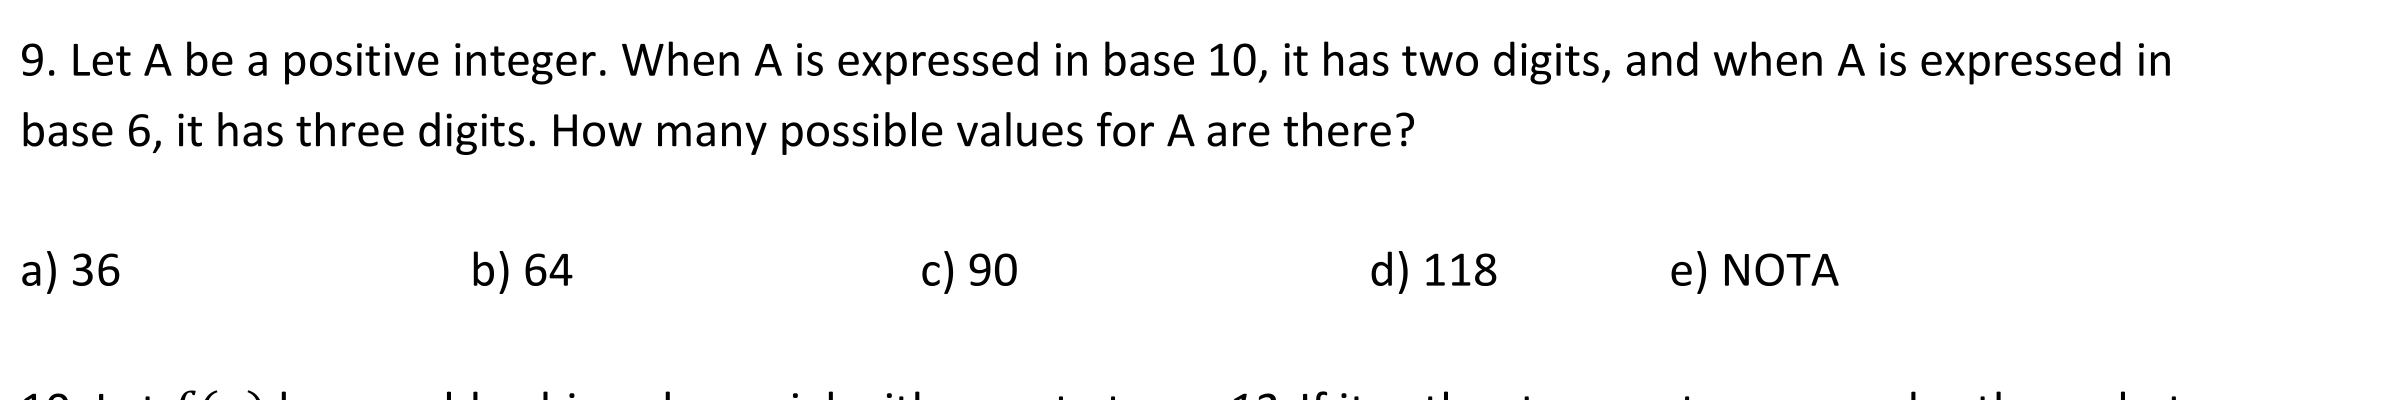 9. Let A be a positive integer. When A is expressed in base 10, it has two digits, and when A is expressed in
base 6, it has three digits. How many possible values for A are there?
a) 36 b) 64 c) 90 d) 118 e) NOTA